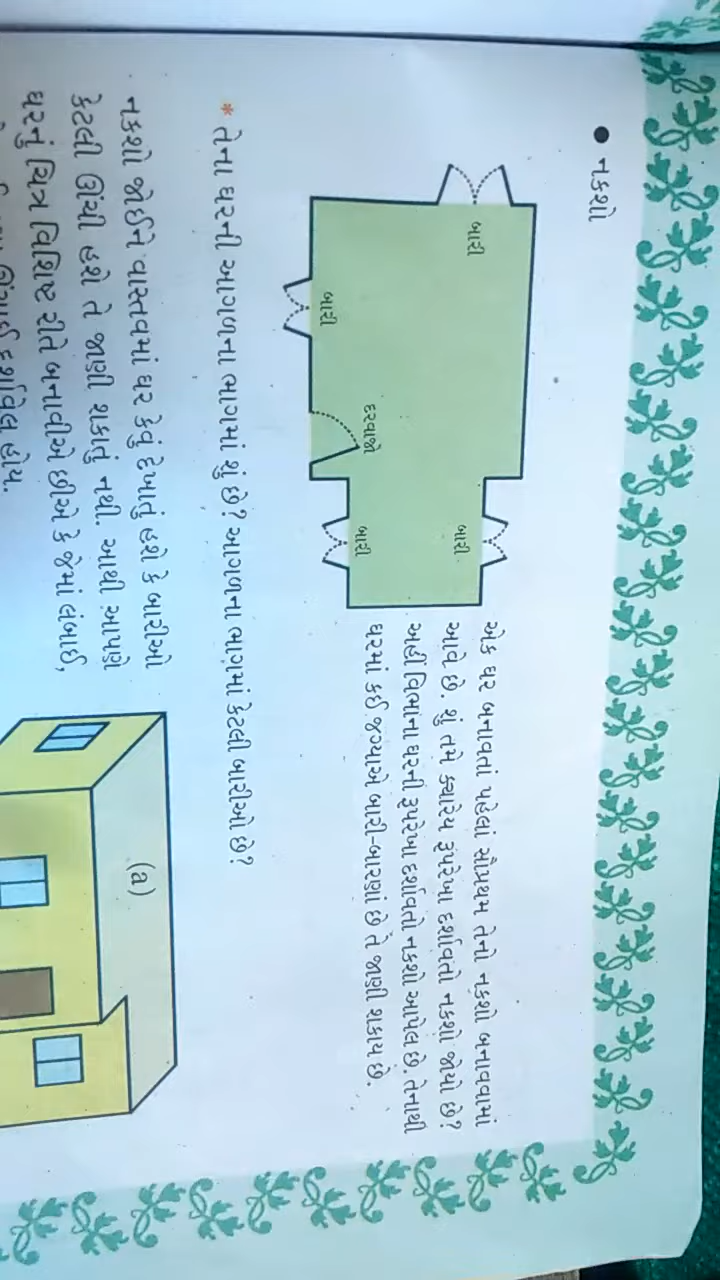 ● નકશો
એક ઘર બનાવતાં પહેલાં સૌપ્રથમ તેનો નકશો બનાવવામાં
આવે છે. શું તમે ક્યારેય રૂપરેખા દર્શાવતો નકશો જોયો છે?
અહીં વિભાના ઘરની રૂપરેખા દર્શાવતો નકશો આપેલ છે. તેનાથી
ઘરમાં કઈ જગ્યાએ બારી-બારણાં છે તે જાણી શકાય છે.
બારી
બારી
બારી
દરવાજો
બારી
* તેના ઘરની આગળના ભાગમાં શું છે? આગળના ભાગમાં કેટલી બારીઓ છે?
નકશો જોઈને વાસ્તવમાં ઘર કેવું દેખાતું હશે કે બારીઓ
કેટલી ઊંચી હશે તે જાણી શકાતું નથી. આથી આપણે
ઘરનું ચિત્ર વિશિષ્ટ રીતે બનાવીએ છીએ કે જેમાં લંબાઈ,
દર્શાવેલ હોય.
(a)